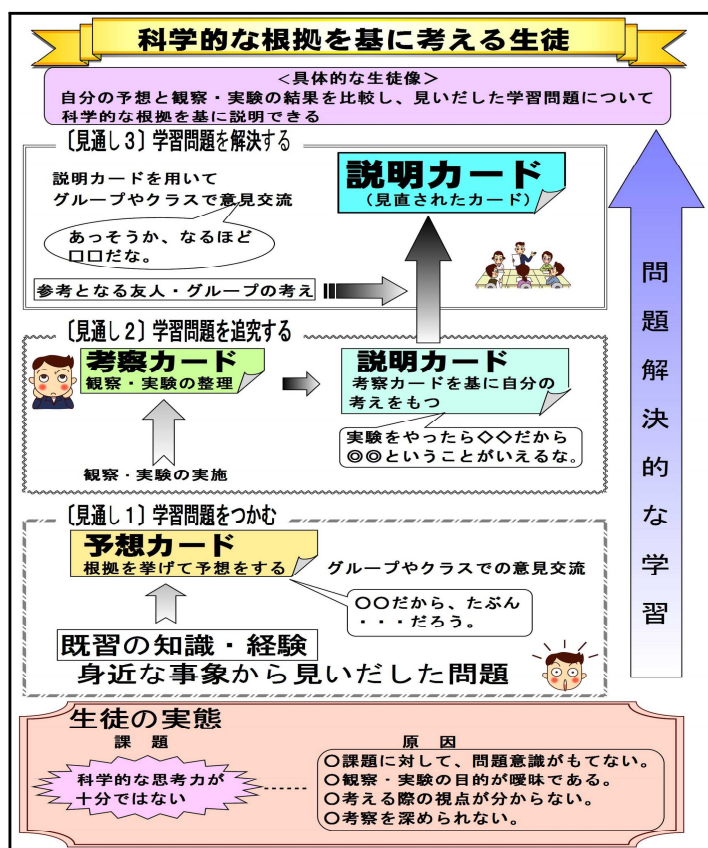 科学的な根拠を基に考える生徒
<具体的な生徒像>
自分の予想と観察・実験の結果を比較し、見いだした学習問題について
科学的な根拠を基に説明できる
〔見通し3〕学習問題を解決する
説明カードを用いて
グループやクラスで意見交流
説明カード
(見直されたカード)
あっそうか、なるほど
□□だな。
参考となる友人・グループの考え
〔見通し2〕学習問題を追究する
考察カード
観察・実験の整理
説明カード
考察カードを基に自分の
考えをもつ
実験をやったら◇◇だから
◎◎ということがいえるな。
観察・実験の実施
〔見通し1〕学習問題をつかむ
予想カード
根拠を挙げて予想をする
グループやクラスでの意見交流
○○だから、たぶん
・・・だろう。
既習の知識・経験
身近な事象から見いだした問題
問題解決的な学習
生徒の実態
課題
原因
科学的な思考力が
十分ではない
○課題に対して、問題意識がもてない。
○観察・実験の目的が曖昧である。
○考える際の視点が分からない。
○考察を深められない。